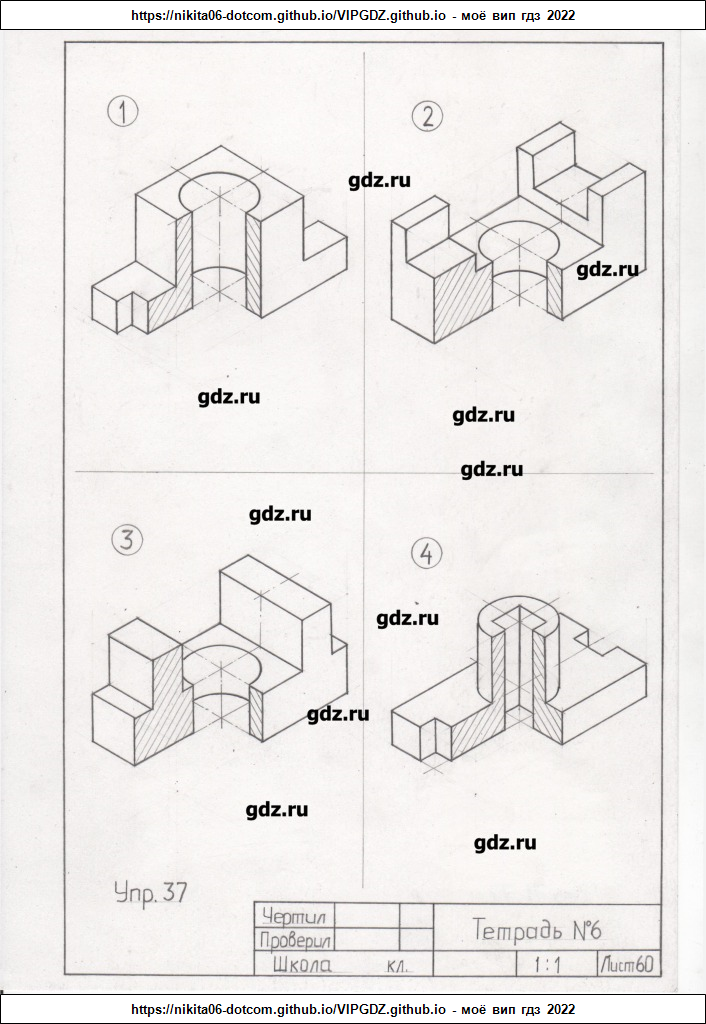 https://nikita06-dotcom.github.io/VIPGDZ.github.io - моё вип гдз 2022
1
2
gdz.ru
gdz.ru
gdz.ru
gdz.ru
gdz.ru
gdz.ru
3
4
gdz.ru
gdz.ru
gdz.ru
gdz.ru
Упр. 37
Чертил
Проверил
Школа кл.
Тетрадь №6
1:1
Лист 60
https://nikita06-dotcom.github.io/VIPGDZ.github.io - моё вип гдз 2022